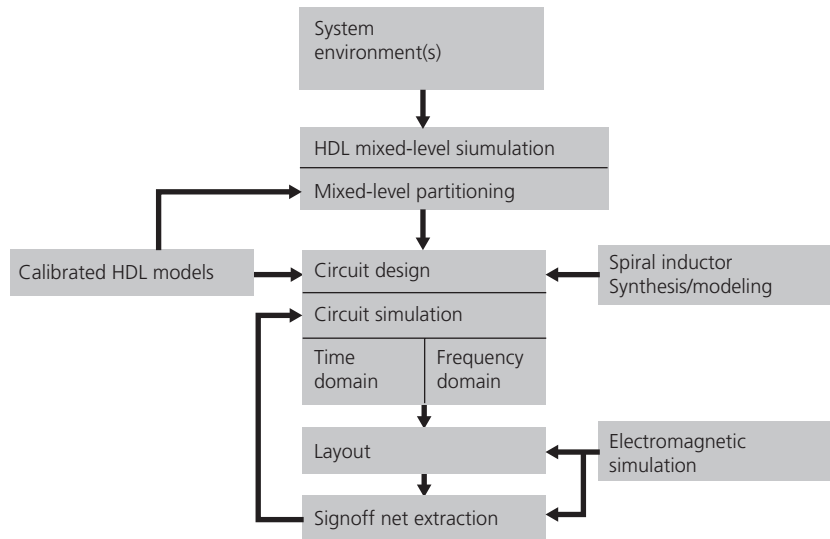 System
environment(s)
HDL mixed-level siumulation
Mixed-level partitioning
Calibrated HDL models
Circuit design
Spiral inductor
Synthesis/modeling
Circuit simulation
Time
domain
Frequency
domain
Layout
Electromagnetic
simulation
Signoff net extraction